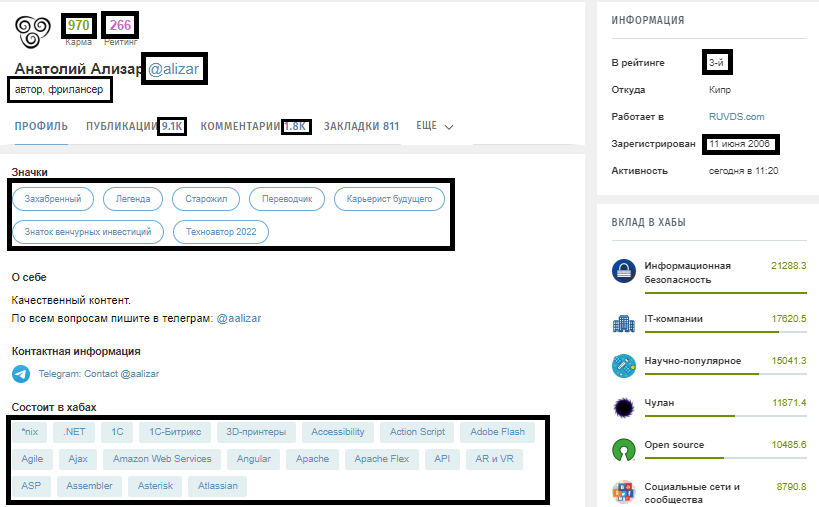 970 266
Карма Рейтинг
Анатолий Ализар @alizar
автор, фрилансер
ПРОФИЛЬ ПУБЛИКАЦИИ 9.1K КОММЕНТАРИИ 1.8K ЗАКЛАДКИ 811 ЕЩЕ
Значки
Захабренный Легенда Старожил Переводчик Карьерист будущего
Знаток венчурных инвестиций Техноавтор 2022
О себе
Качественный контент.
По всем вопросам пишите в телеграм: @aalizar
Контактная информация
Telegram: Contact @aalizar
Состоит в хабах
*nix .NET 1С 1С-Битрикс 3D-принтеры Accessibility Action Script Adobe Flash
Agile Ajax Amazon Web Services Angular Apache Apache Flex API AR и VR
ASP Assembler Asterisk Atlassian
ИНФОРМАЦИЯ
В рейтинге 3-й
Откуда Кипр
Работает в RUVDS.com
Зарегистрирован 11 июня 2006
Активность сегодня в 11:20
ВКЛАД В ХАБЫ
Информационная 21288.3
безопасность
IT-компании 17620.5
Научно-популярное 15041.3
Чулан 11871.4
Open source 10485.6
Социальные сети и 8790.8
сообщества